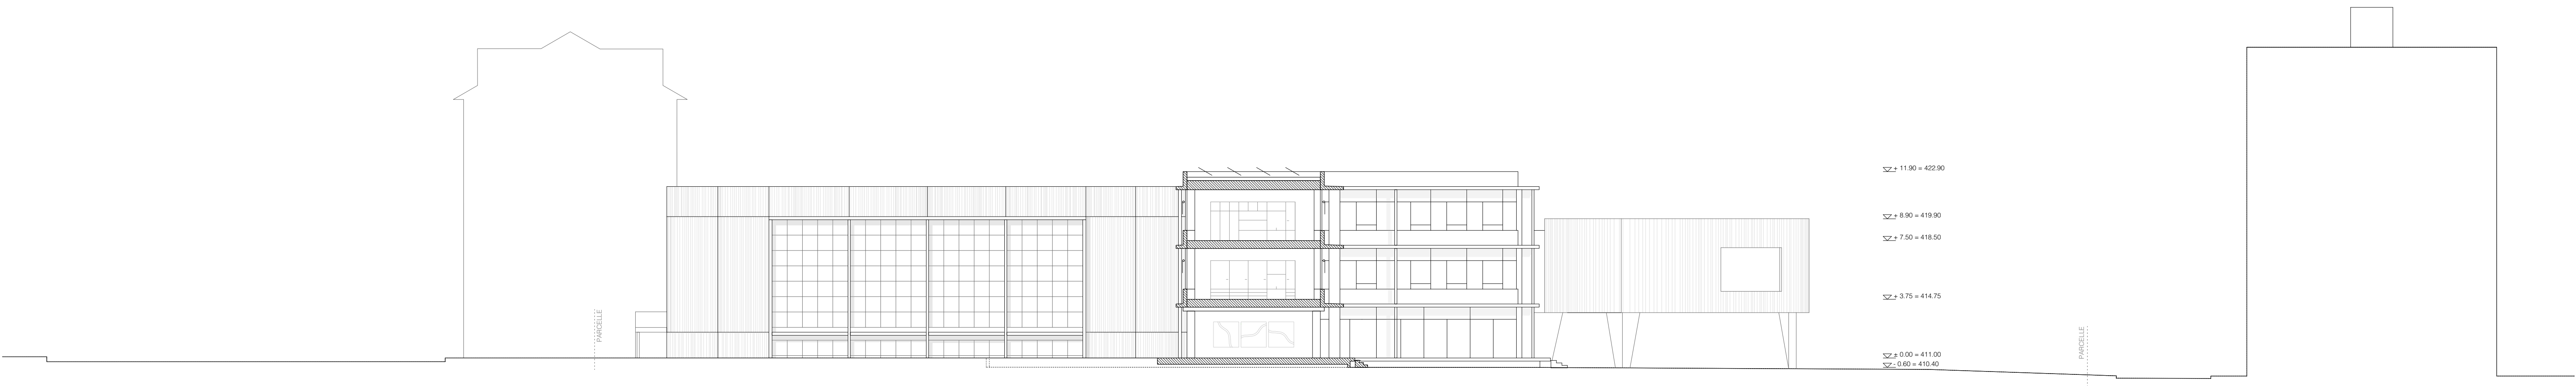 + 11.90 = 422.90
+ 8.90 = 419.90
+ 7.50 = 418.50
+ 3.75 = 414.75
PARCELLE
PARCELLE
+ 0.00 = 411.00
- 0.60 = 410.40